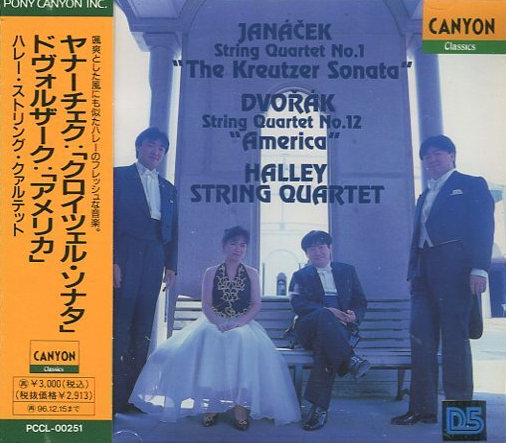 PONY CANYON INC.
颯爽とした風にも似たハレーのフレッシュな音楽。
ヤナーチェク:「クロイツェル・ソナタ」
ドヴォルザーク:「アメリカ」
ハレー・ストリング・クァルテット
CANYON
Classics
再 ¥3,000(税込)
(税抜価格¥2,913)
再 96.12.15まで
PCCL-00251
JANÁČEK
String Quartet No.1
"The Kreutzer Sonata"
DVOŘÁK
String Quartet No.12
"America"
HALLEY
STRING QUARTET
CANYON
Classics
D5